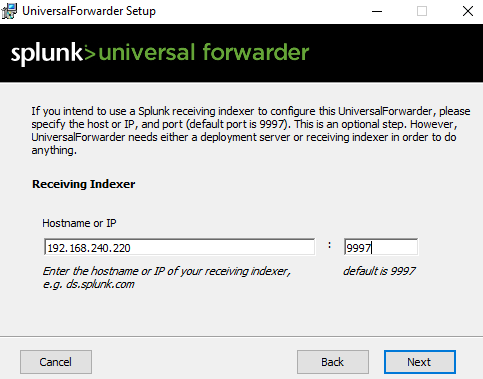 UniversalForwarder Setup
splunk>universal forwarder
If you intend to use a Splunk receiving indexer to configure this UniversalForwarder, please
specify the host or IP, and port (default port is 9997). This is an optional step. However,
UniversalForwarder needs either a deployment server or receiving indexer in order to do
anything.
Receiving Indexer
Hostname or IP
192.168.240.220 : 9997
Enter the hostname or IP of your receiving indexer, default is 9997
e.g. ds.splunk.com
Cancel Back Next